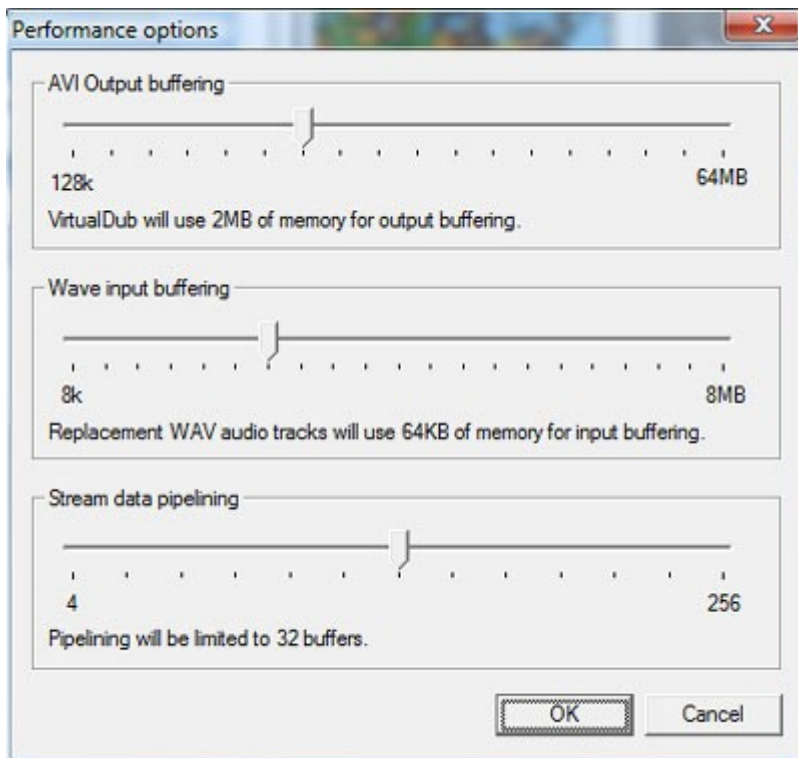 Performance options
AVI Output buffering
128k 64MB
VirtualDub will use 2MB of memory for output buffering.
Wave input buffering
8k 8MB
Replacement WAV audio tracks will use 64KB of memory for input buffering.
Stream data pipelining
4 256
Pipelining will be limited to 32 buffers.
OK Cancel